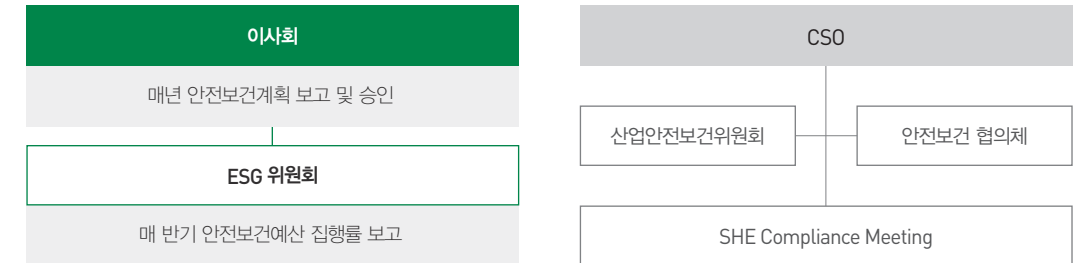 이사회
매년 안전보건계획 보고 및 승인
ESG 위원회
매 반기 안전보건예산 집행률 보고
CSO
산업안전보건위원회
안전보건 협의체
SHE Compliance Meeting